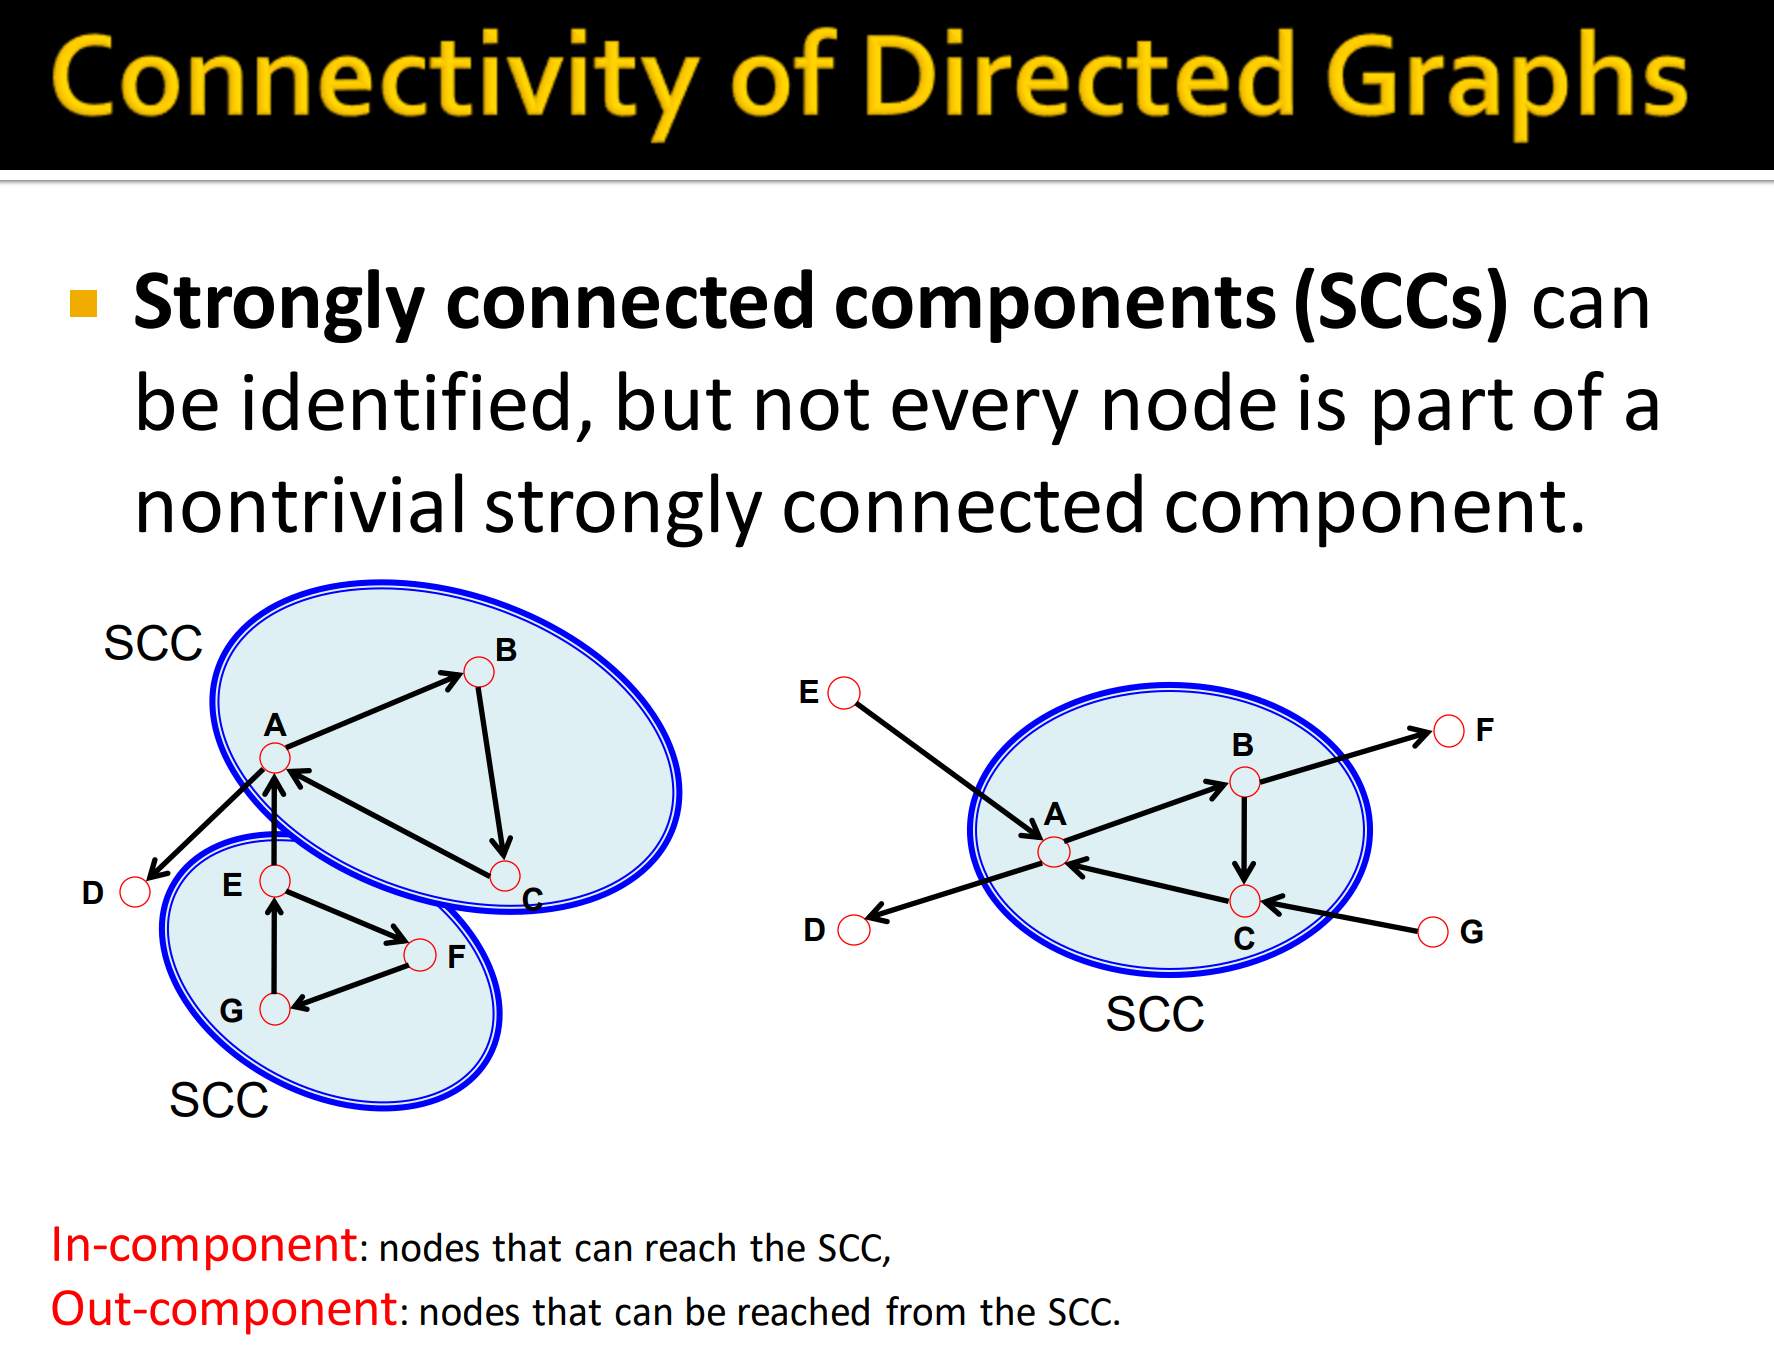 Connectivity of Directed Graphs
Strongly connected components (SCCs) can
be identified, but not every node is part of a
nontrivial strongly connected component.
SCC
B
A
D
E
C
F
G
SCC
E
F
B
A
D
C
G
SCC
In-component: nodes that can reach the SCC,
Out-component: nodes that can be reached from the SCC.